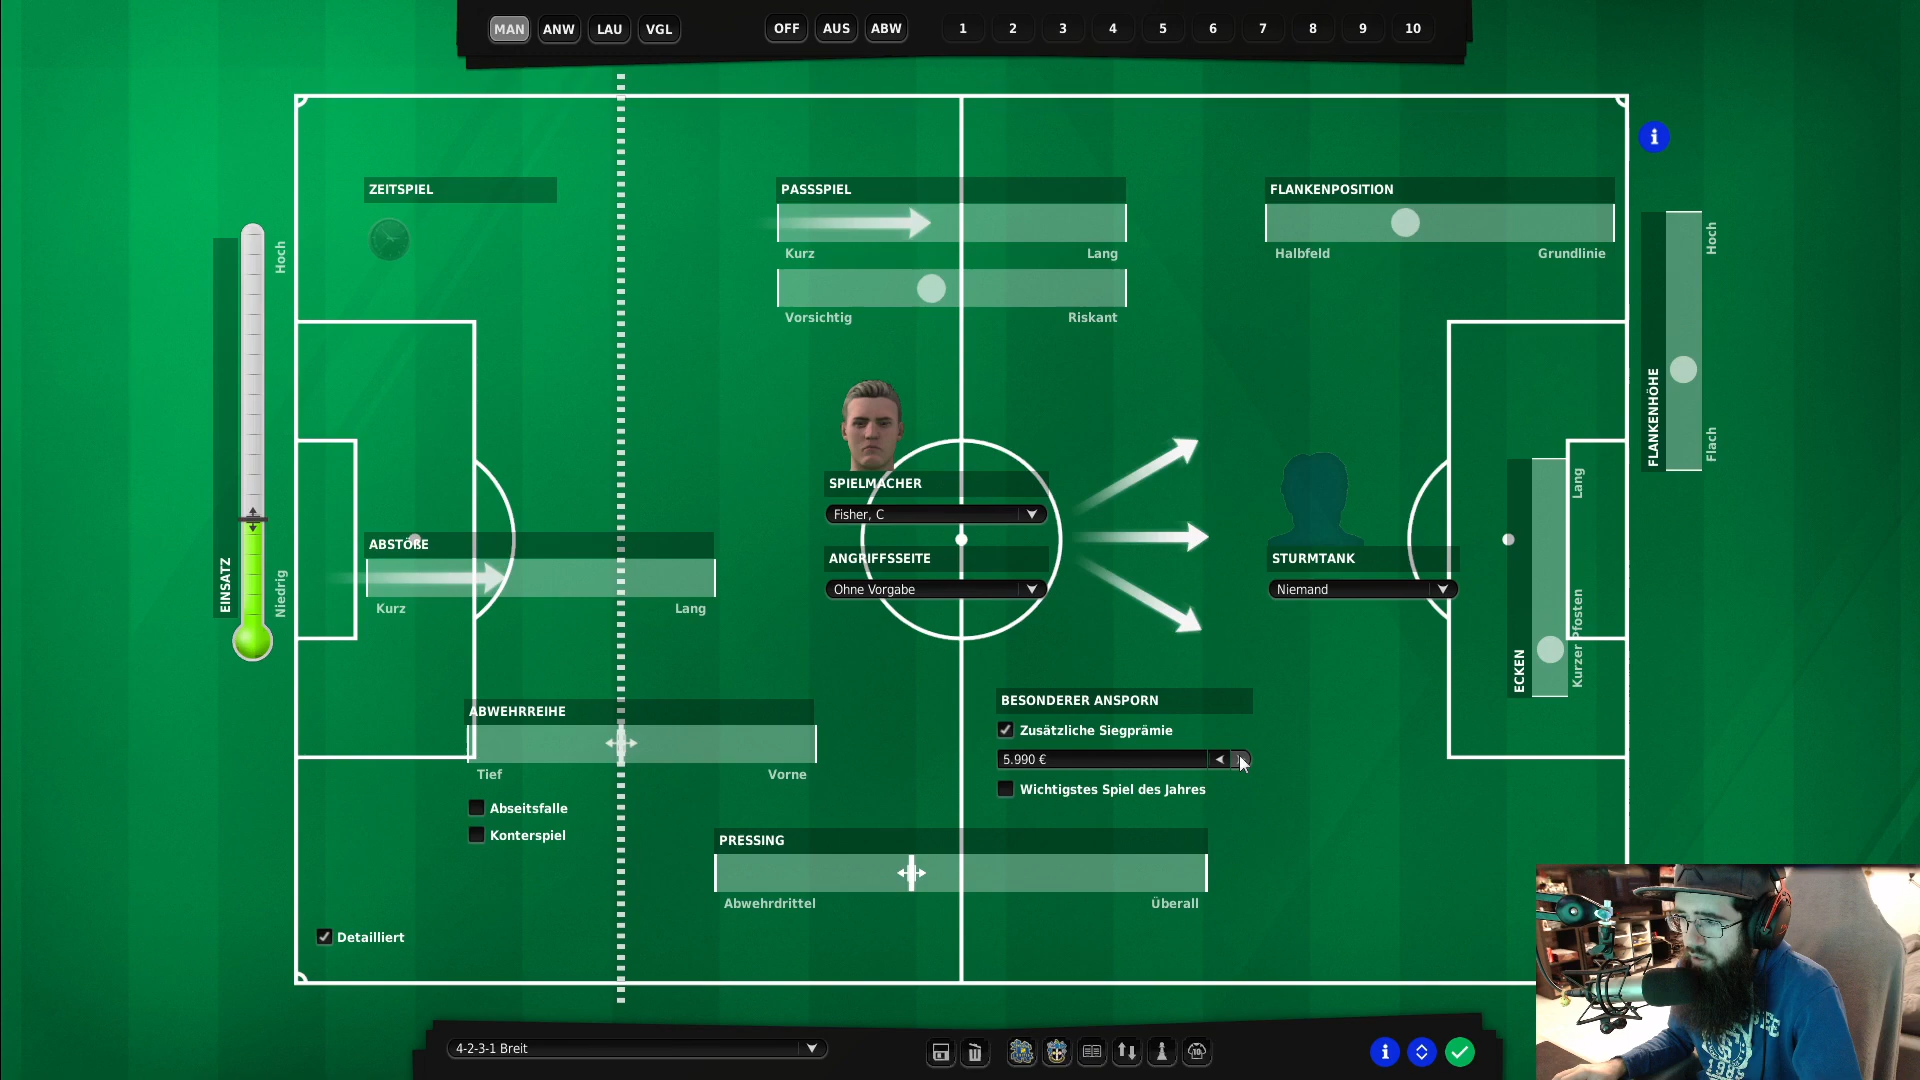 MAN ANW LAU VGL OFF AUS ABW 1 2 3 4 5 6 7 8 9 10
ZEITSPIEL
PASSSPIEL
Kurz Lang
Vorsichtig Riskant
FLANKENPOSITION
Halbfeld Grundlinie
FLANKENHÖHE
Hoch
Flach
EINSATZ
Hoch
Niedrig
SPIELMACHER
Fisher, C
ANGRIFFSSEITE
Ohne Vorgabe
STURMTANK
Niemand
ABSTÖßE
Kurz Lang
ECKEN
Lang
Kurzer Pfosten
ABWEHRREIHE
Tief Vorne
Abseitsfalle
Konterspiel
BESONDERER ANSPORN
Zusätzliche Siegprämie
5.990 €
Wichtigstes Spiel des Jahres
PRESSING
Abwehrdrittel Überall
Detailliert
4-2-3-1 Breit